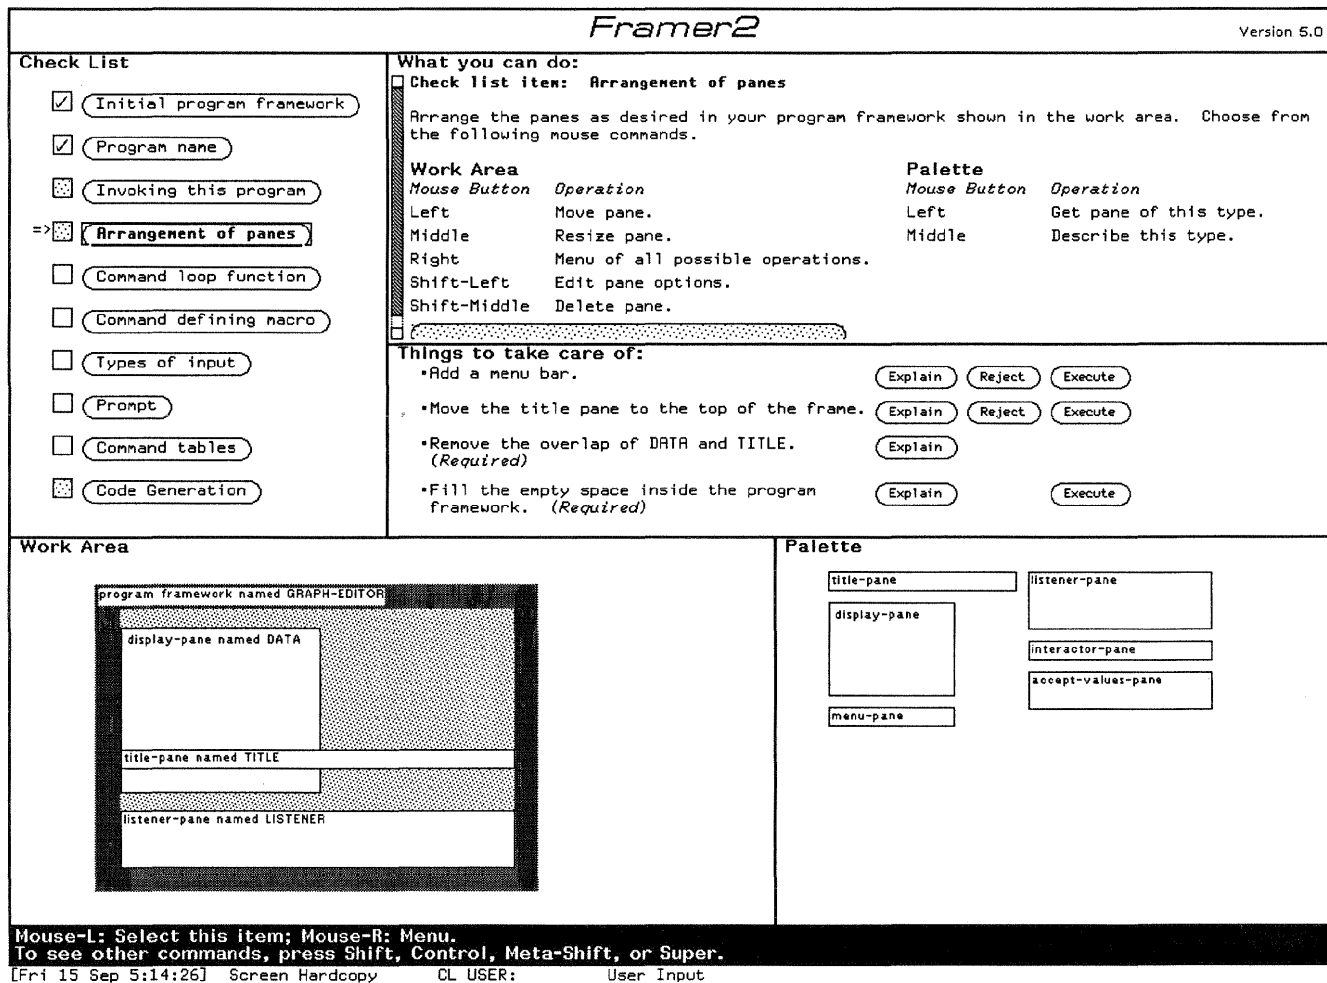 Framer2
Version 5.0
Check List
Initial program framework
Program name
Invoking this program
=> Arrangement of panes
Command loop function
Command defining macro
Types of input
Prompt
Command tables
Code Generation
What you can do:
Check list item: Arrangement of panes
Arrange the panes as desired in your program framework shown in the work area. Choose from
the following mouse commands.
Work Area
Mouse Button Operation
Left Move pane.
Middle Resize pane.
Right Menu of all possible operations.
Shift-Left Edit pane options.
Shift-Middle Delete pane.
Palette
Mouse Button Operation
Left Get pane of this type.
Middle Describe this type.
Things to take care of:
•Add a menu bar. Explain Reject Execute
•Move the title pane to the top of the frame. Explain Reject Execute
•Remove the overlap of DATA and TITLE. Explain
(Required)
•Fill the empty space inside the program Explain Execute
framework. (Required)
Work Area
program framework named GRAPH-EDITOR
display-pane named DATA
title-pane named TITLE
listener-pane named LISTENER
Palette
title-pane
display-pane
menu-pane
listener-pane
interactor-pane
accept-values-pane
Mouse-L: Select this item; Mouse-R: Menu.
To see other commands, press Shift, Control, Meta-Shift, or Super.
[Fri 15 Sep 5:14:26] Screen Hardcopy CL USER: User Input